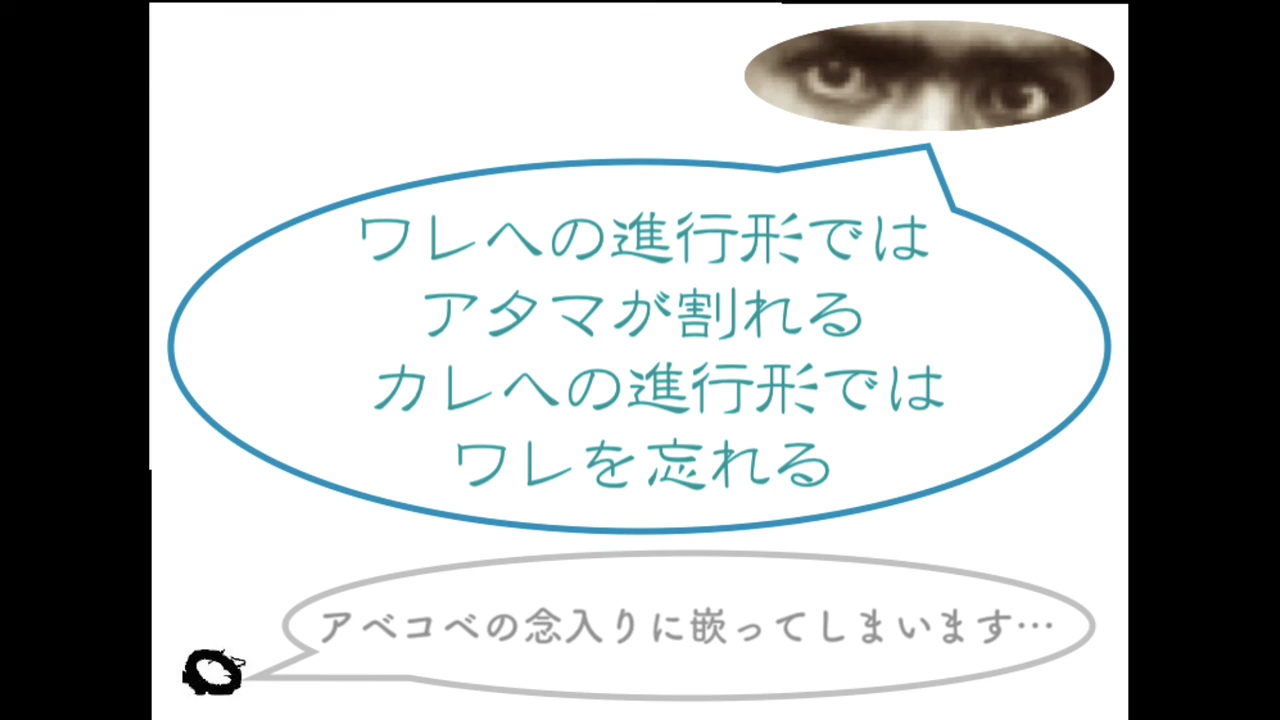 ワレへの進行形では
アタマが割れる
カレへの進行形では
ワレを忘れる
アベコベの念入りに嵌ってしまいます…